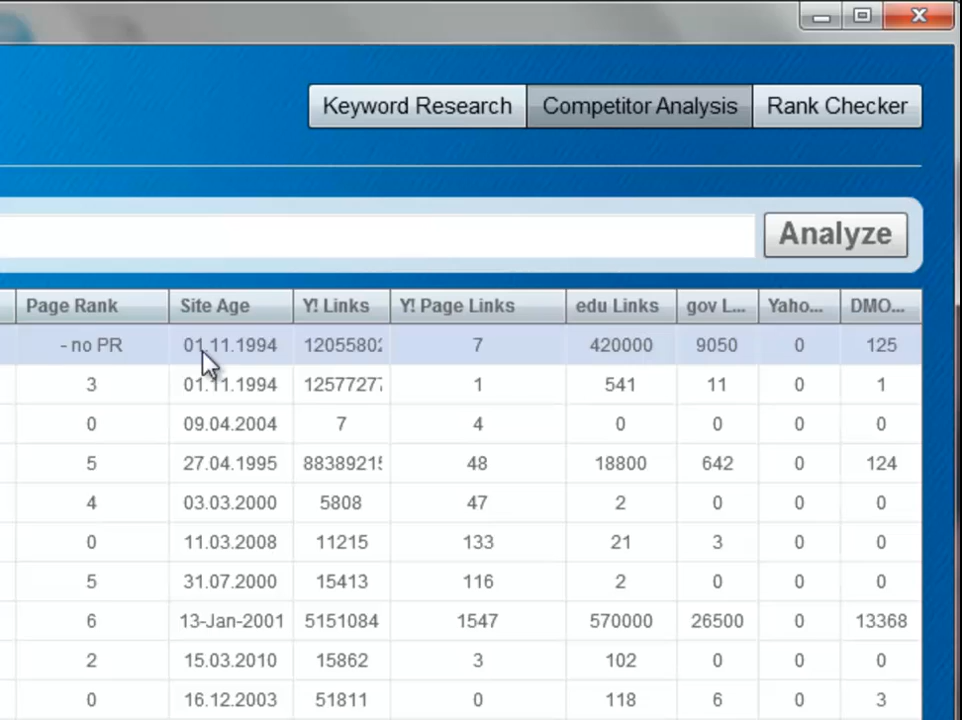 Keyword Research Competitor Analysis Rank Checker
Analyze
Page Rank Site Age Y! Links Y! Page Links edu Links gov L... Yaho... DMO...
- no PR 01.11.1994 12055802 7 420000 9050 0 125
3 01.11.1994 12577277 1 541 11 0 1
0 09.04.2004 7 4 0 0 0 0
5 27.04.1995 88389215 48 18800 642 0 124
4 03.03.2000 5808 47 2 0 0 0
0 11.03.2008 11215 133 21 3 0 0
5 31.07.2000 15413 116 2 0 0 0
6 13-Jan-2001 5151084 1547 570000 26500 0 13368
2 15.03.2010 15862 3 102 0 0 0
0 16.12.2003 51811 0 118 6 0 3